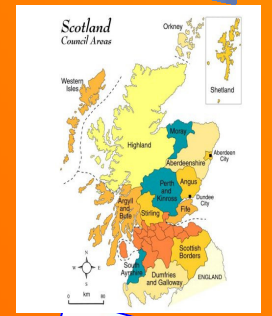 Scotland
Council Areas
Orkney
Shetland
Western
Isles
Highland
Moray
Aberdeenshire
Aberdeen
City
Perth
and
Kinross
Angus
Dundee
City
Argyll
and
Bute
Stirling
Fife
South
Ayrshire
Scottish
Borders
Dumfries
and Galloway
ENGLAND
N
W
E
S
0
80
km